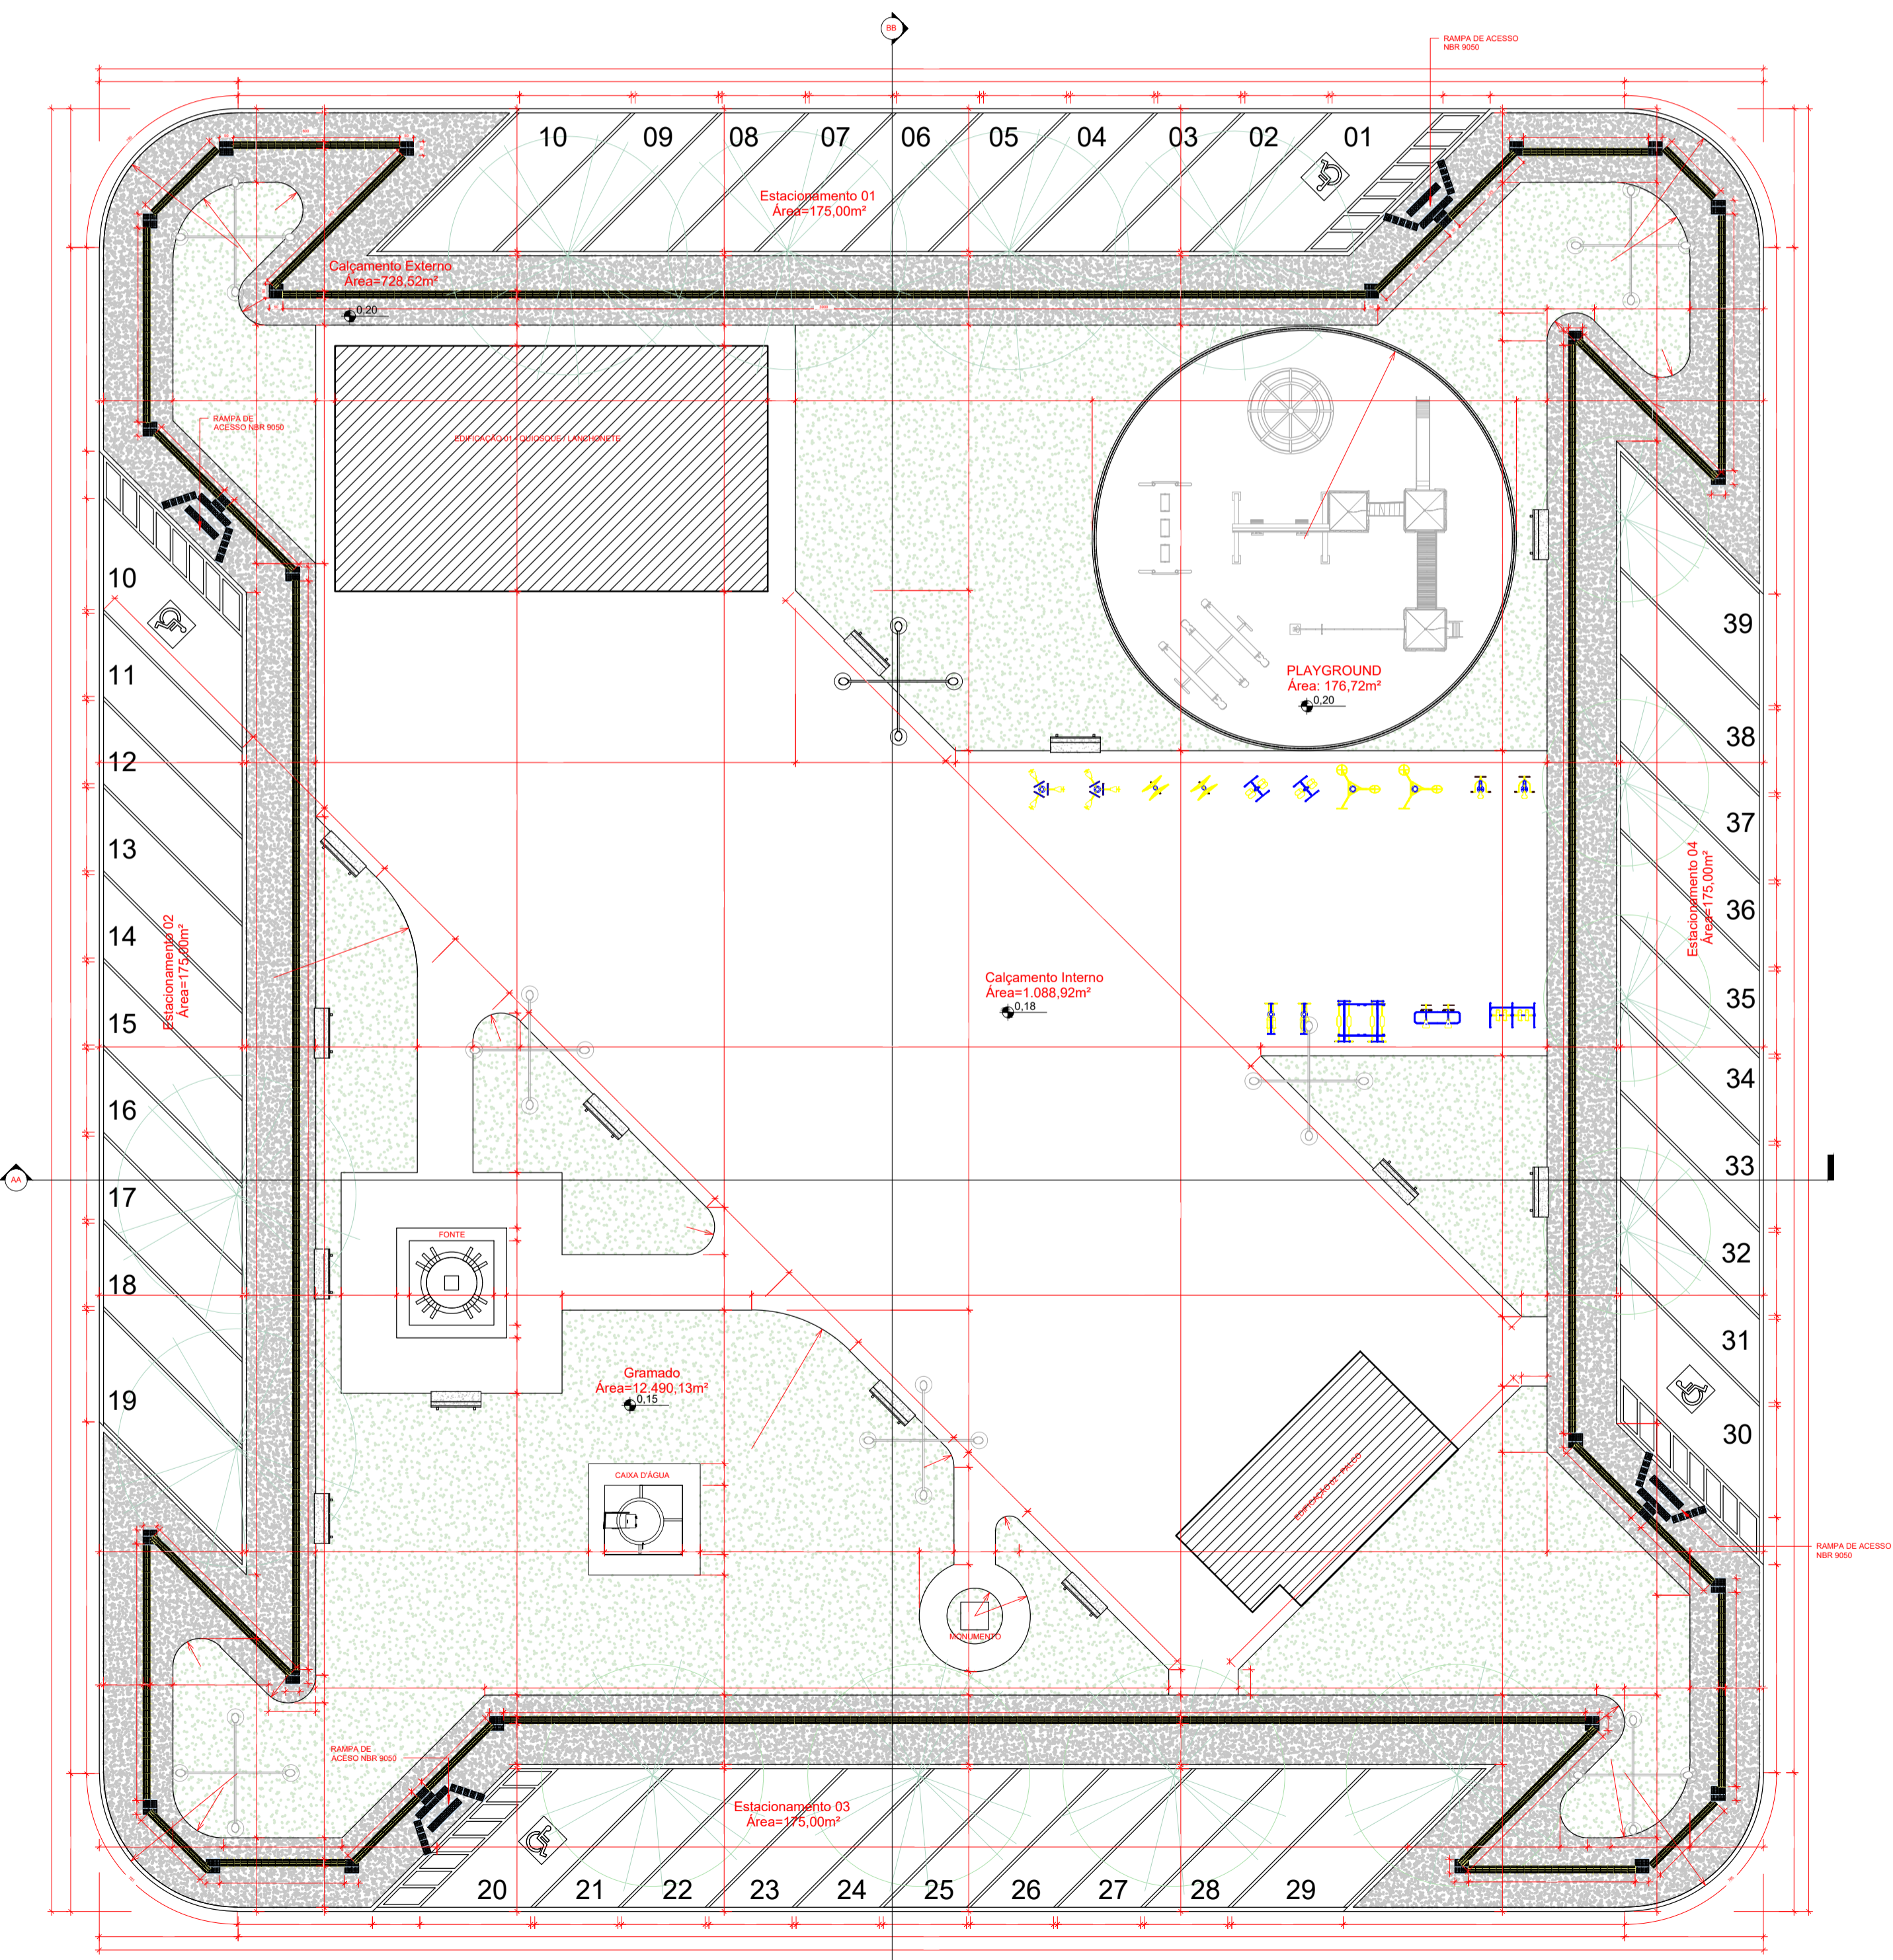 BB
RAMPA DE ACESSO
NBR 9050
10 09 08 07 06 05 04 03 02 01
Estacionamento 01
Área=175,00m²
Calçamento Externo
Área=728,52m²
0,20
RAMPA DE
ACESSO NBR 9050
EDIFICAÇÃO 01 - QUIOSQUE / LANCHONETE
10
11
12
13
14
15
16
17
18
19
Estacionamento 02
Área=175,00m²
PLAYGROUND
Área: 176,72m²
0,20
39
38
37
36
35
34
33
32
31
30
Estacionamento 04
Área=175,00m²
Calçamento Interno
Área=1.088,92m²
0,18
AA
FONTE
Gramado
Área=12.490,13m²
0,15
CAIXA D'ÁGUA
EDIFICAÇÃO 02 - PALCO
MONUMENTO
RAMPA DE ACESSO
NBR 9050
RAMPA DE
ACESO NBR 9050
Estacionamento 03
Área=175,00m²
20 21 22 23 24 25 26 27 28 29